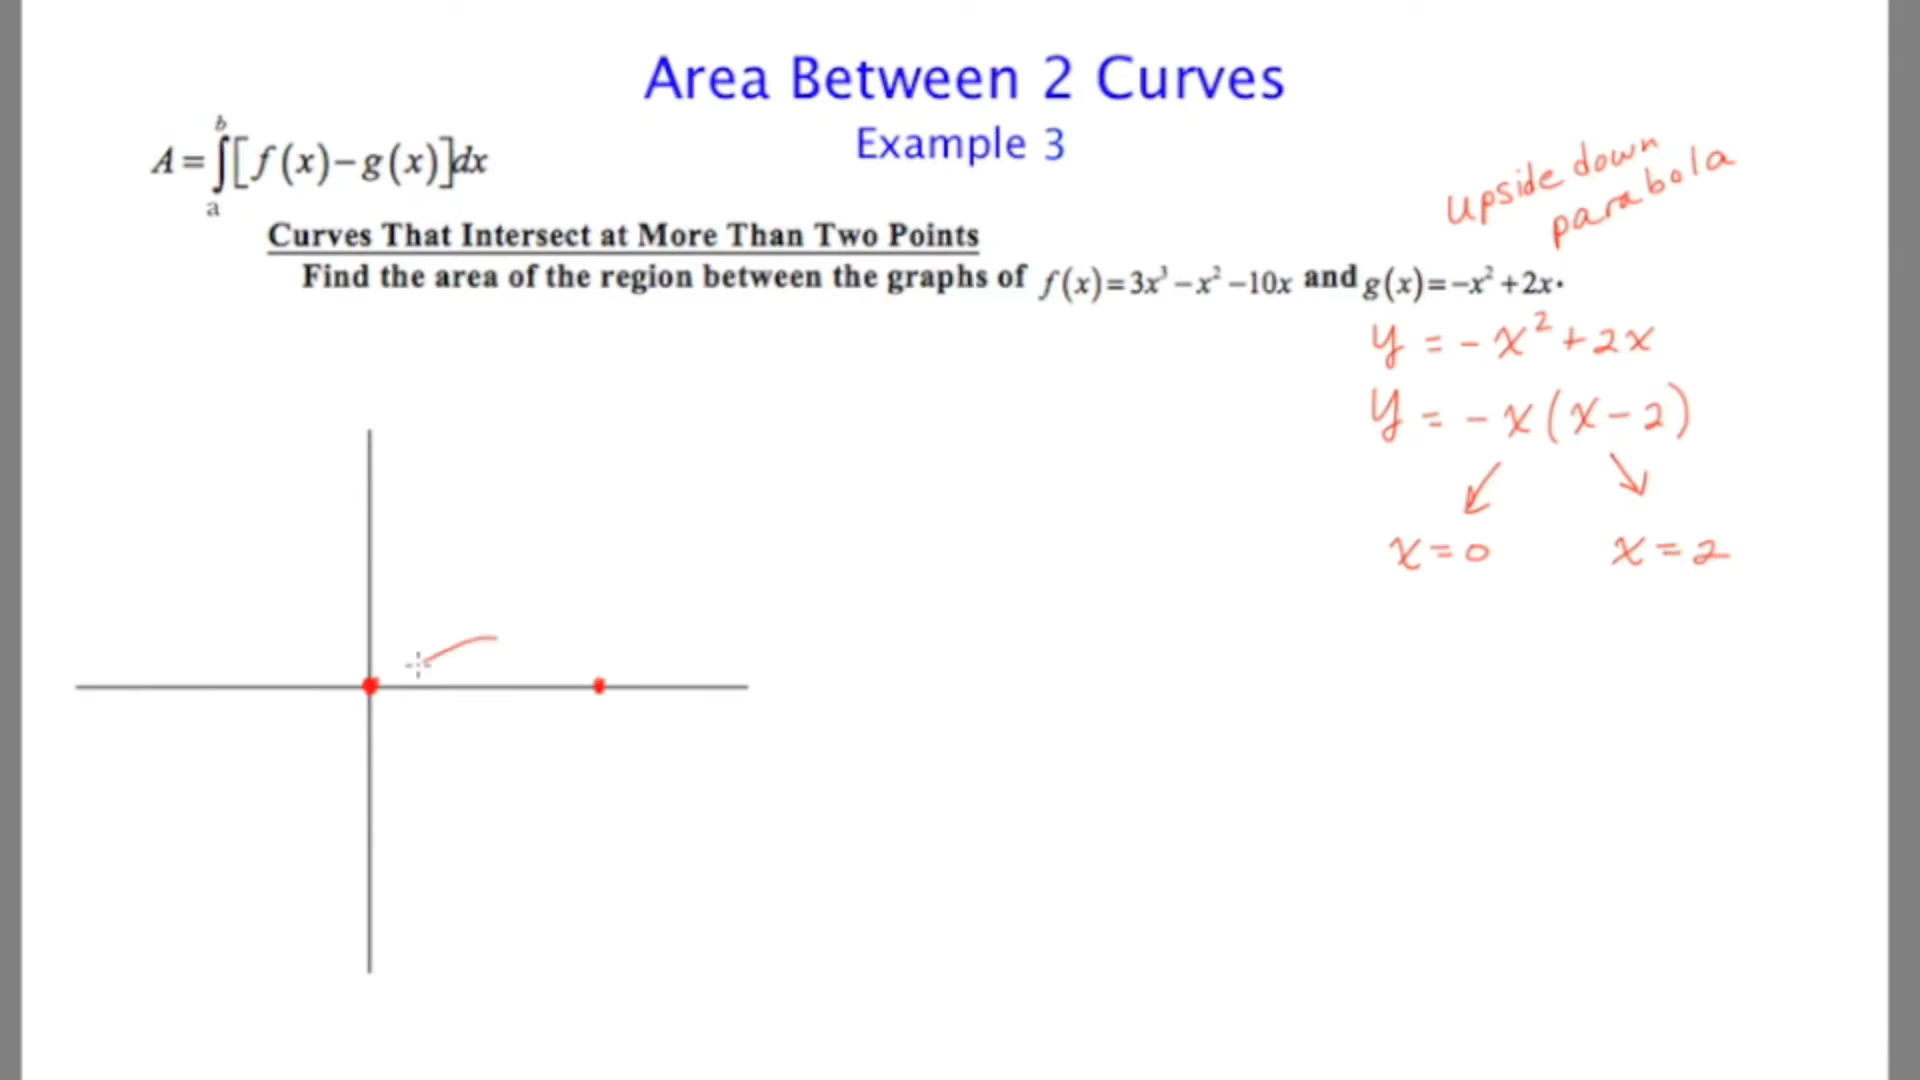 Area Between 2 Curves
Example 3
A = ∫ₐᵇ [f(x) − g(x)]dx
upside down
parabola
Curves That Intersect at More Than Two Points
Find the area of the region between the graphs of f(x) = 3x³ − x² − 10x and g(x) = −x² + 2x.
y = − x² + 2x
y = − x(x − 2)
x = 0 x = 2